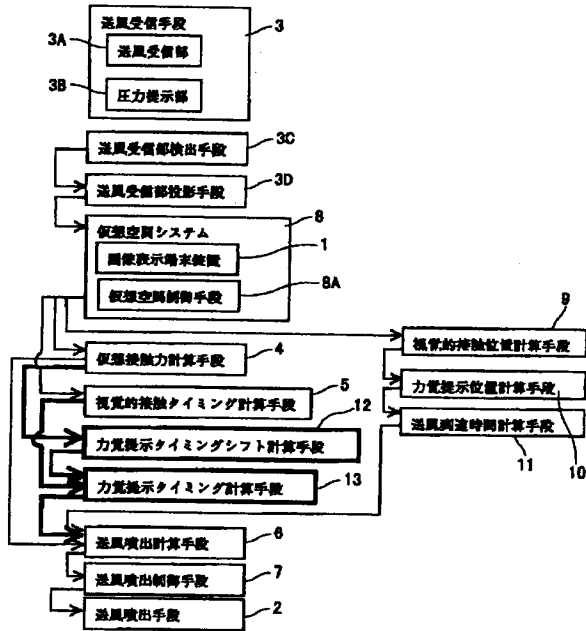 送風受信手段
3
3A
送風受信部
3B
圧力提示部
送風受信部検出手段
3C
送風受信部投影手段
3D
仮想空間システム
8
画像表示端末装置
1
仮想空間制御手段
8A
仮想接触力計算手段
4
視覚的接触タイミング計算手段
5
力覚提示タイミングシフト計算手段
12
力覚提示タイミング計算手段
13
送風噴出計算手段
6
送風噴出制御手段
7
送風噴出手段
2
視覚的接触位置計算手段
9
力覚提示位置計算手段
10
送風到達時間計算手段
11